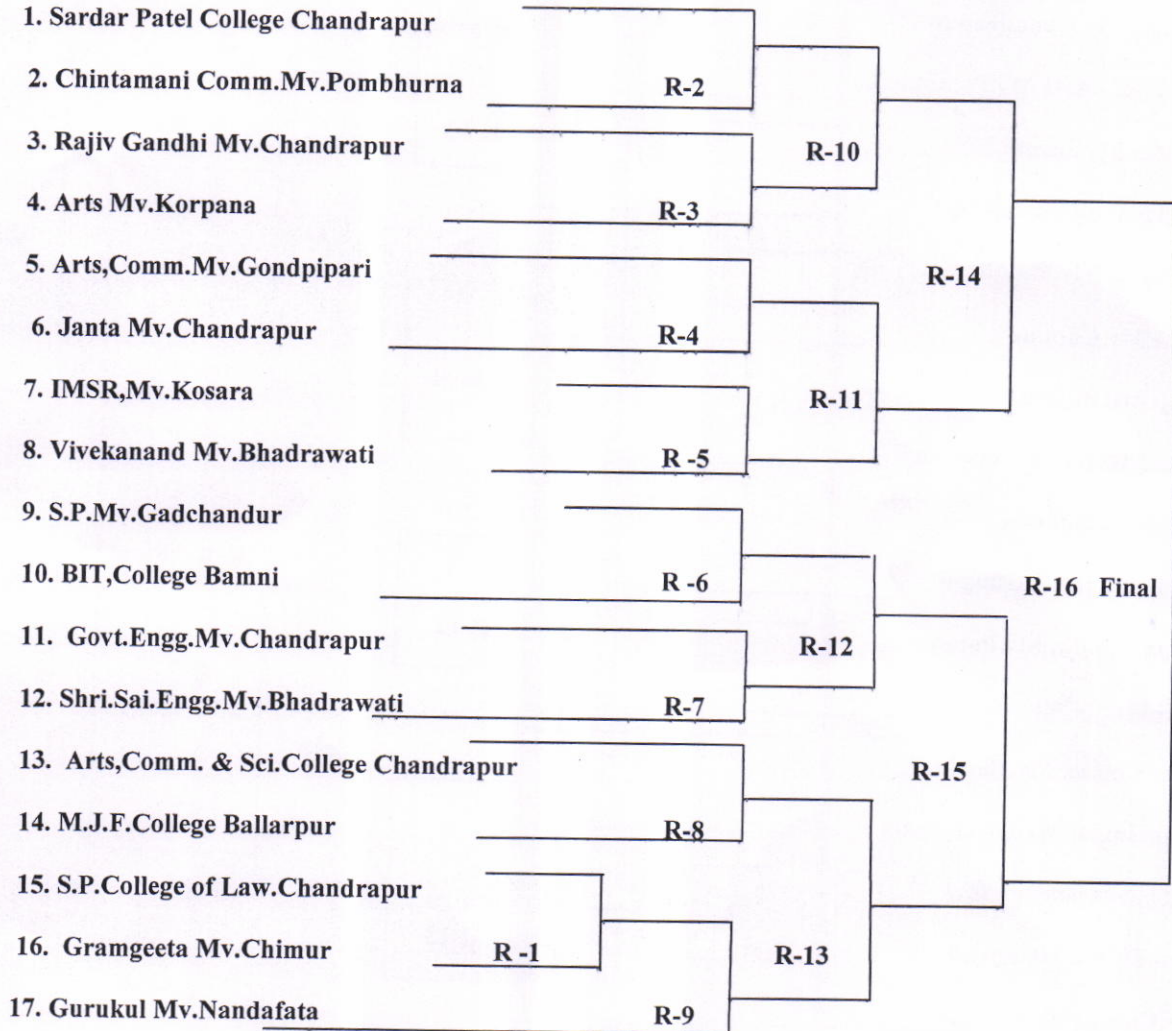 1. Sardar Patel College Chandrapur
2. Chintamani Comm.Mv.Pombhurna R-2
3. Rajiv Gandhi Mv.Chandrapur R-10
4. Arts Mv.Korpana R-3
5. Arts,Comm.Mv.Gondpipari R-14
6. Janta Mv.Chandrapur R-4
7. IMSR,Mv.Kosara R-11
8. Vivekanand Mv.Bhadrawati R -5
9. S.P.Mv.Gadchandur
10. BIT,College Bamni R -6 R-16 Final
11. Govt.Engg.Mv.Chandrapur R-12
12. Shri.Sai.Engg.Mv.Bhadrawati R-7
13. Arts,Comm. & Sci.College Chandrapur R-15
14. M.J.F.College Ballarpur R-8
15. S.P.College of Law.Chandrapur
16. Gramgeeta Mv.Chimur R -1 R-13
17. Gurukul Mv.Nandafata R-9